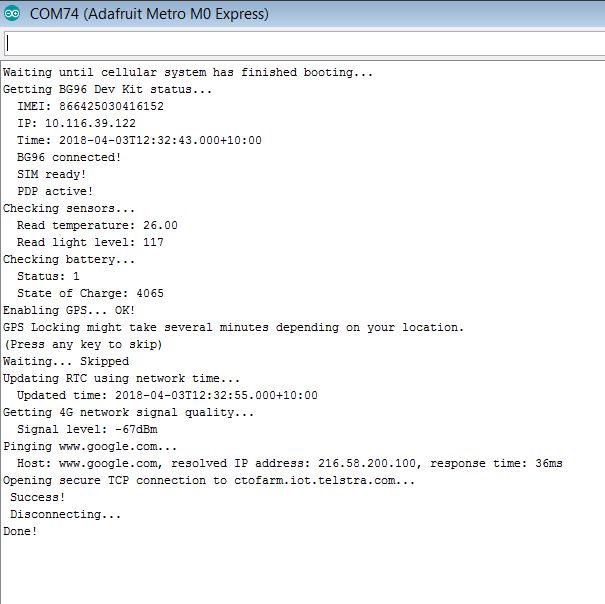 COM74 (Adafruit Metro M0 Express)
Waiting until cellular system has finished booting...
Getting BG96 Dev Kit status...
IMEI: 866425030416152
IP: 10.116.39.122
Time: 2018-04-03T12:32:43.000+10:00
BG96 connected!
SIM ready!
PDP active!
Checking sensors...
Read temperature: 26.00
Read light level: 117
Checking battery...
Status: 1
State of Charge: 4065
Enabling GPS... OK!
GPS Locking might take several minutes depending on your location.
(Press any key to skip)
Waiting... Skipped
Updating RTC using network time...
Updated time: 2018-04-03T12:32:55.000+10:00
Getting 4G network signal quality...
Signal level: -67dBm
Pinging www.google.com...
Host: www.google.com, resolved IP address: 216.58.200.100, response time: 36ms
Opening secure TCP connection to ctofarm.iot.telstra.com...
Success!
Disconnecting...
Done!